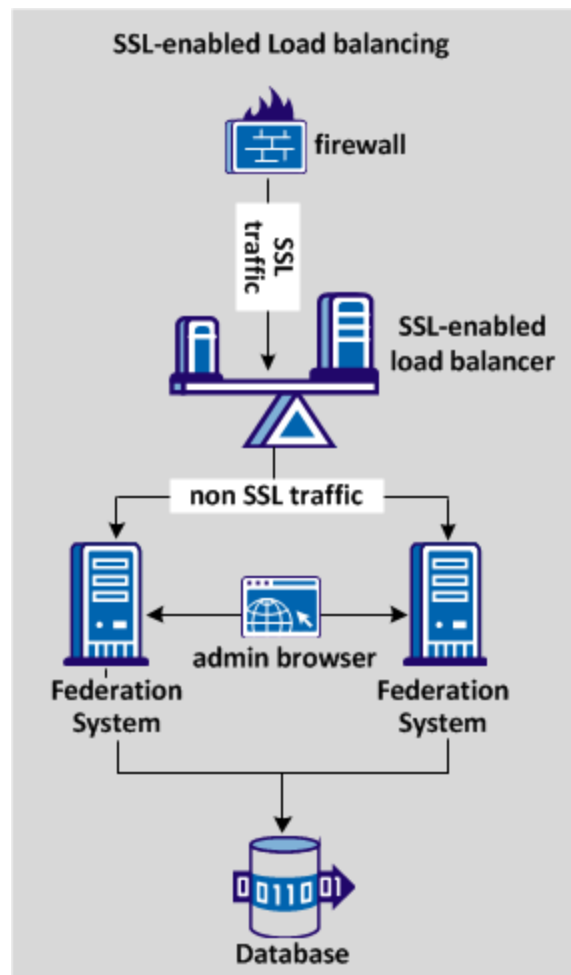 SSL-enabled Load balancing
firewall
SSL
traffic
SSL-enabled
load balancer
non SSL traffic
admin browser
Federation
System
Federation
System
0 0110 01
Database